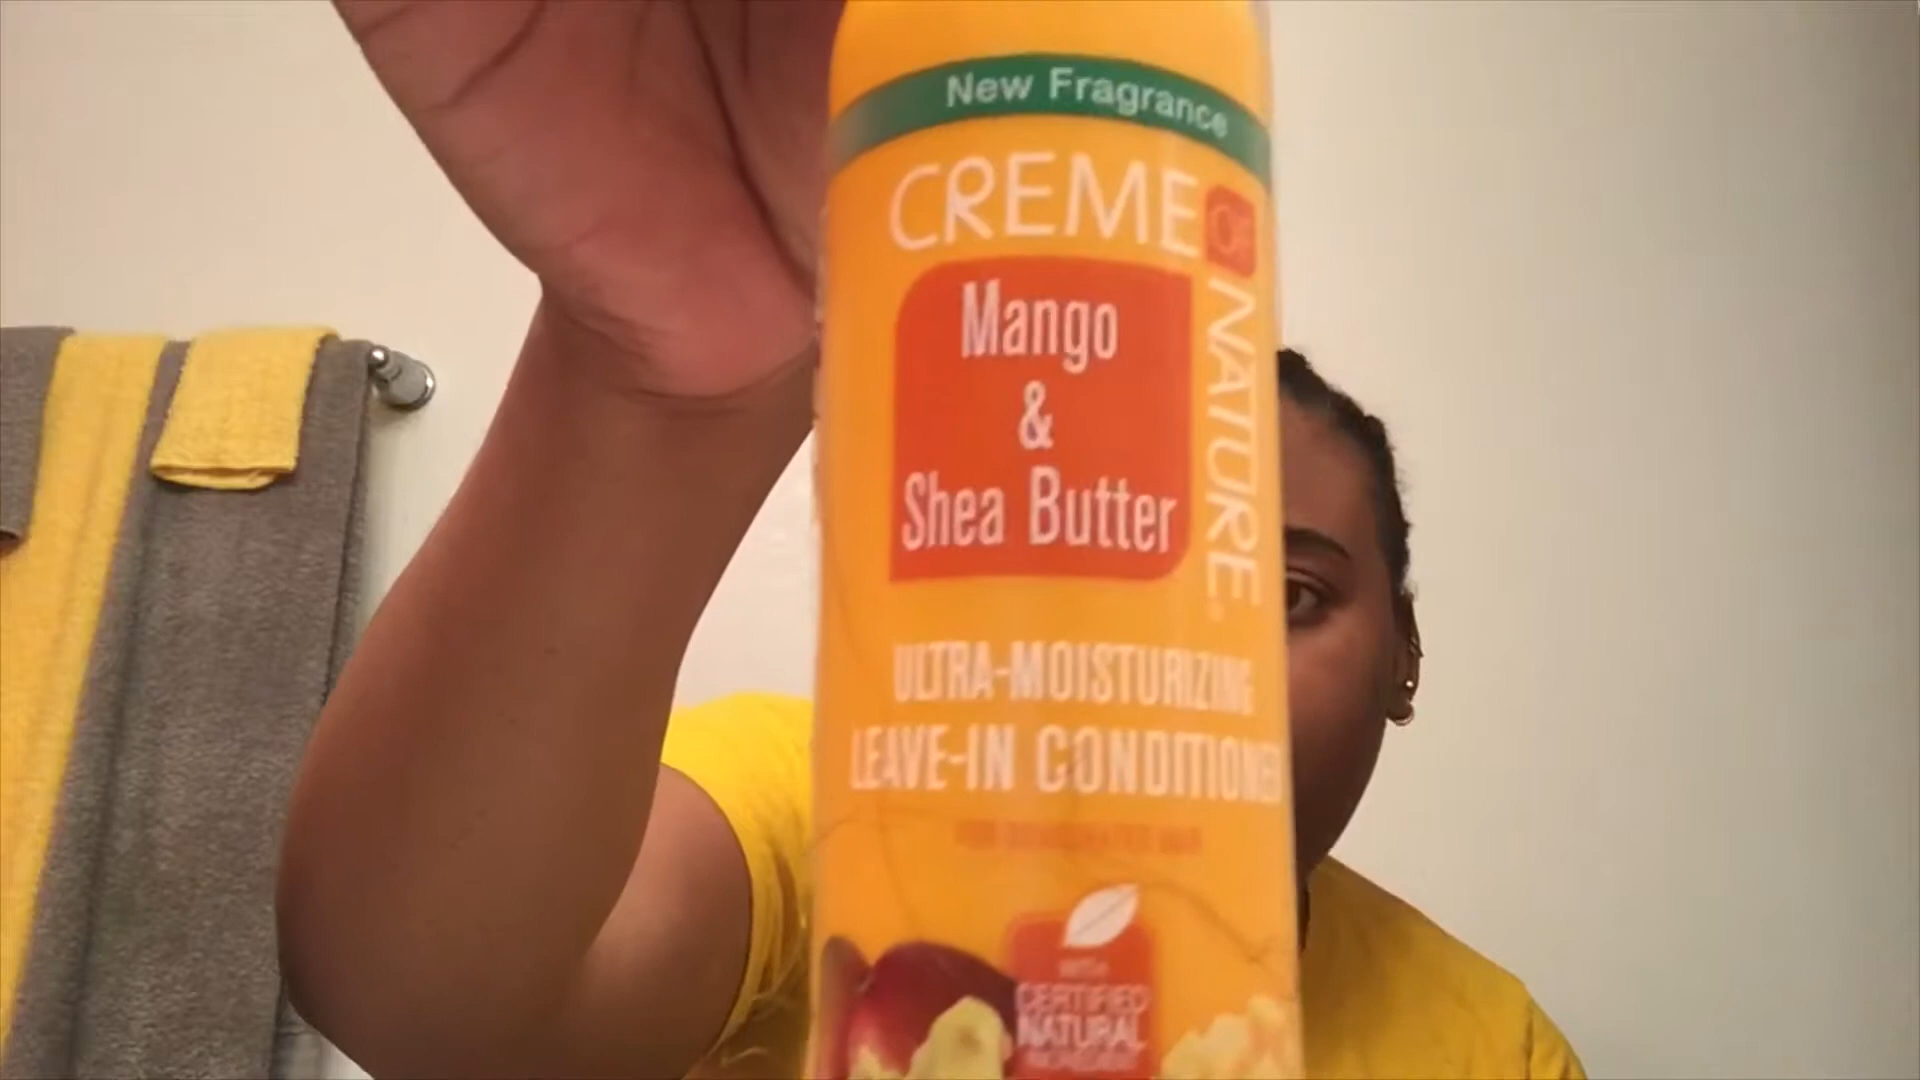 New Fragrance
CREME OF NATURE®
Mango
&
Shea Butter
ULTRA-MOISTURIZING
LEAVE-IN CONDITIONER
CERTIFIED
NATURAL